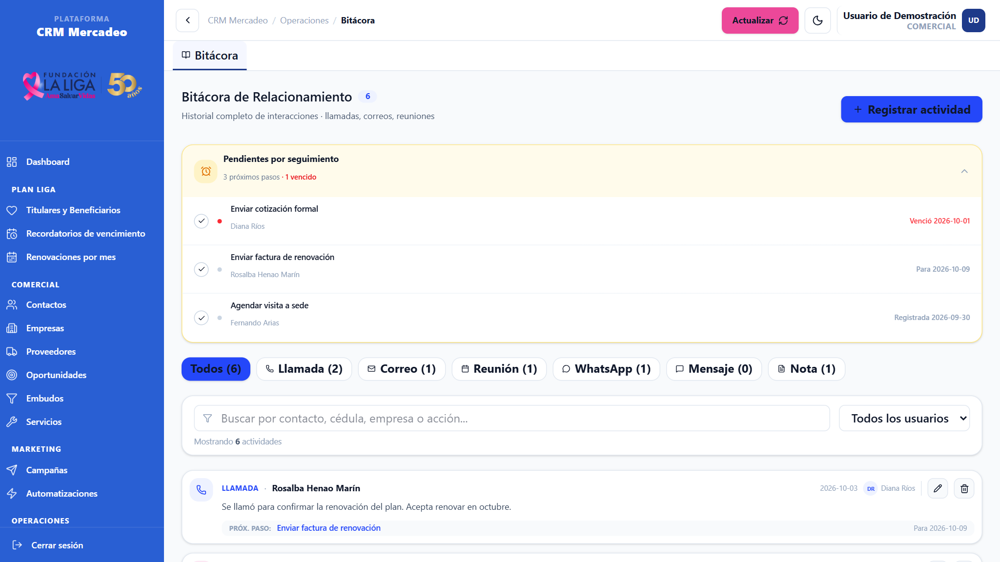 PLATAFORMA
CRM Mercadeo
FUNDACIÓN
LA LIGA
AmaSalvarVidas
50 años
Dashboard
PLAN LIGA
Titulares y Beneficiarios
Recordatorios de vencimiento
Renovaciones por mes
COMERCIAL
Contactos
Empresas
Proveedores
Oportunidades
Embudos
Servicios
MARKETING
Campañas
Automatizaciones
OPERACIONES
Cerrar sesión
CRM Mercadeo / Operaciones / Bitácora
Actualizar
Usuario de Demostración
COMERCIAL
UD
Bitácora
Bitácora de Relacionamiento 6
Historial completo de interacciones · llamadas, correos, reuniones
+ Registrar actividad
Pendientes por seguimiento
3 próximos pasos · 1 vencido
Enviar cotización formal
Diana Ríos
Venció 2026-10-01
Enviar factura de renovación
Rosalba Henao Marín
Para 2026-10-09
Agendar visita a sede
Fernando Arias
Registrada 2026-09-30
Todos (6) Llamada (2) Correo (1) Reunión (1) WhatsApp (1) Mensaje (0) Nota (1)
Buscar por contacto, cédula, empresa o acción...
Todos los usuarios
Mostrando 6 actividades
LLAMADA · Rosalba Henao Marín
2026-10-03 DR Diana Ríos
Se llamó para confirmar la renovación del plan. Acepta renovar en octubre.
PRÓX. PASO: Enviar factura de renovación
Para 2026-10-09